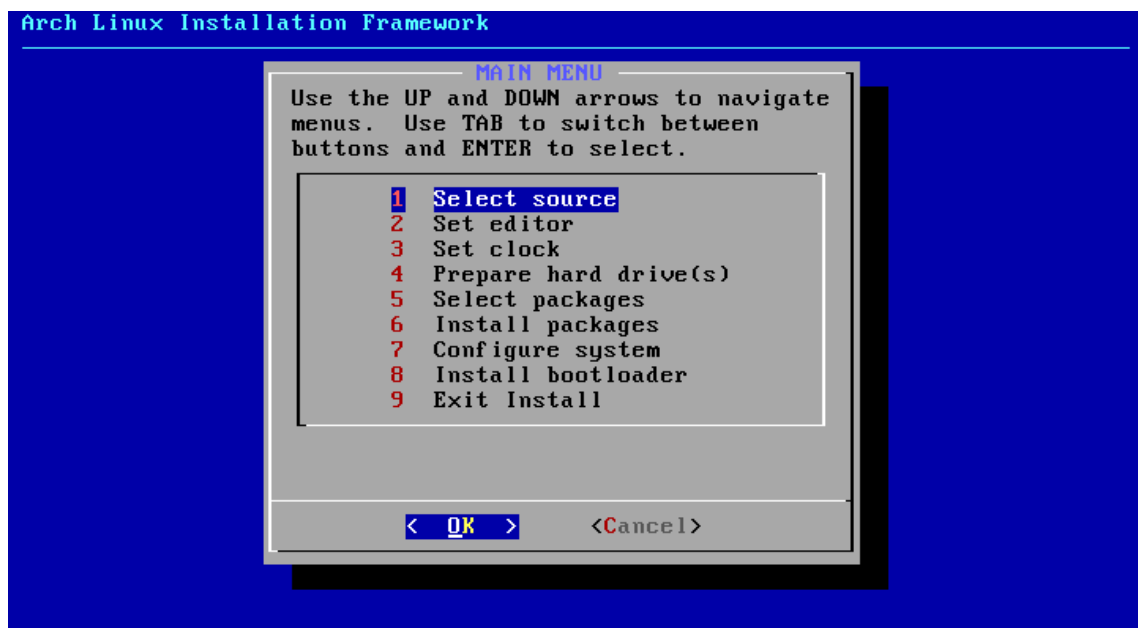 Arch Linux Installation Framework
MAIN MENU
Use the UP and DOWN arrows to navigate
menus.  Use TAB to switch between
buttons and ENTER to select.
1  Select source
2  Set editor
3  Set clock
4  Prepare hard drive(s)
5  Select packages
6  Install packages
7  Configure system
8  Install bootloader
9  Exit Install
<  OK  >     <Cancel>